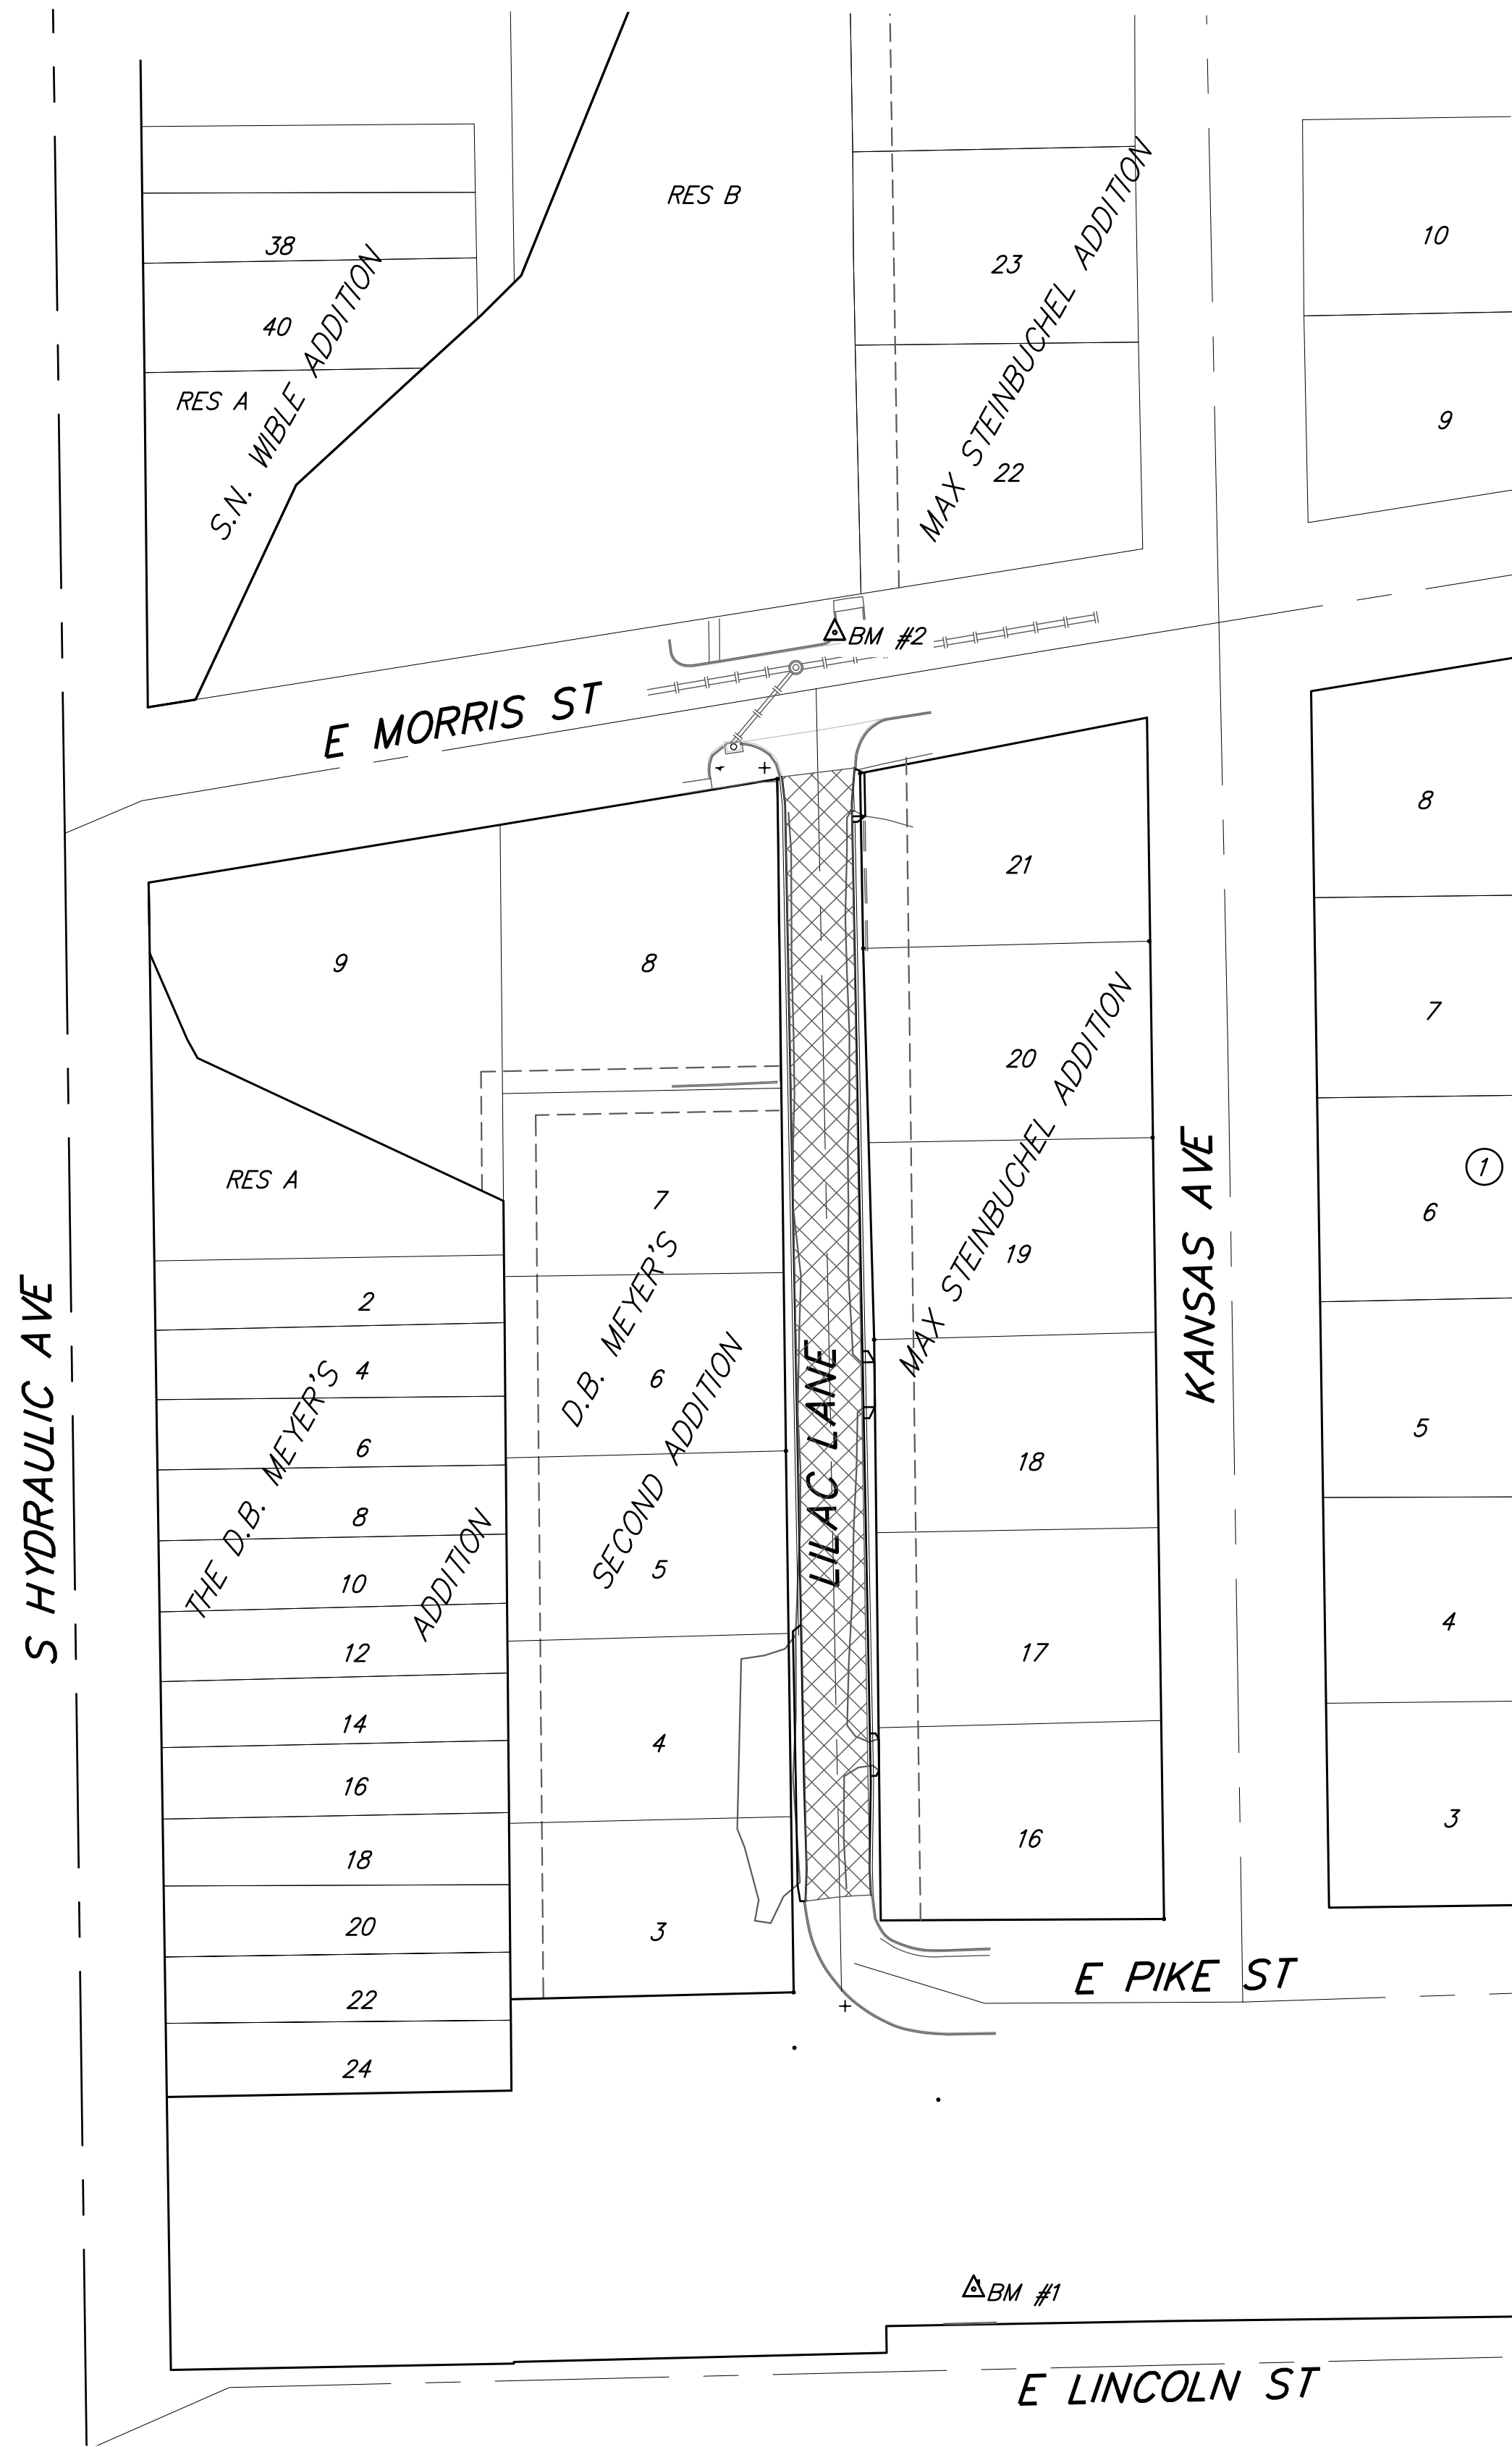 RES B
38
S.N. WIBLE ADDITION
40
RES A
MAX STEINBUCHEL ADDITION
23
22
10
9
BM #2
E MORRIS ST
9
8
21
8
20
7
MAX STEINBUCHEL ADDITION
KANSAS AVE
1
RES A
7
19
6
2
4
6
8
10
12
14
16
18
20
22
24
THE D.B. MEYER'S
ADDITION
D.B. MEYER'S
SECOND ADDITION
6
5
4
3
LILAC LANE
18
17
16
5
4
3
S HYDRAULIC AVE
E PIKE ST
BM #1
E LINCOLN ST